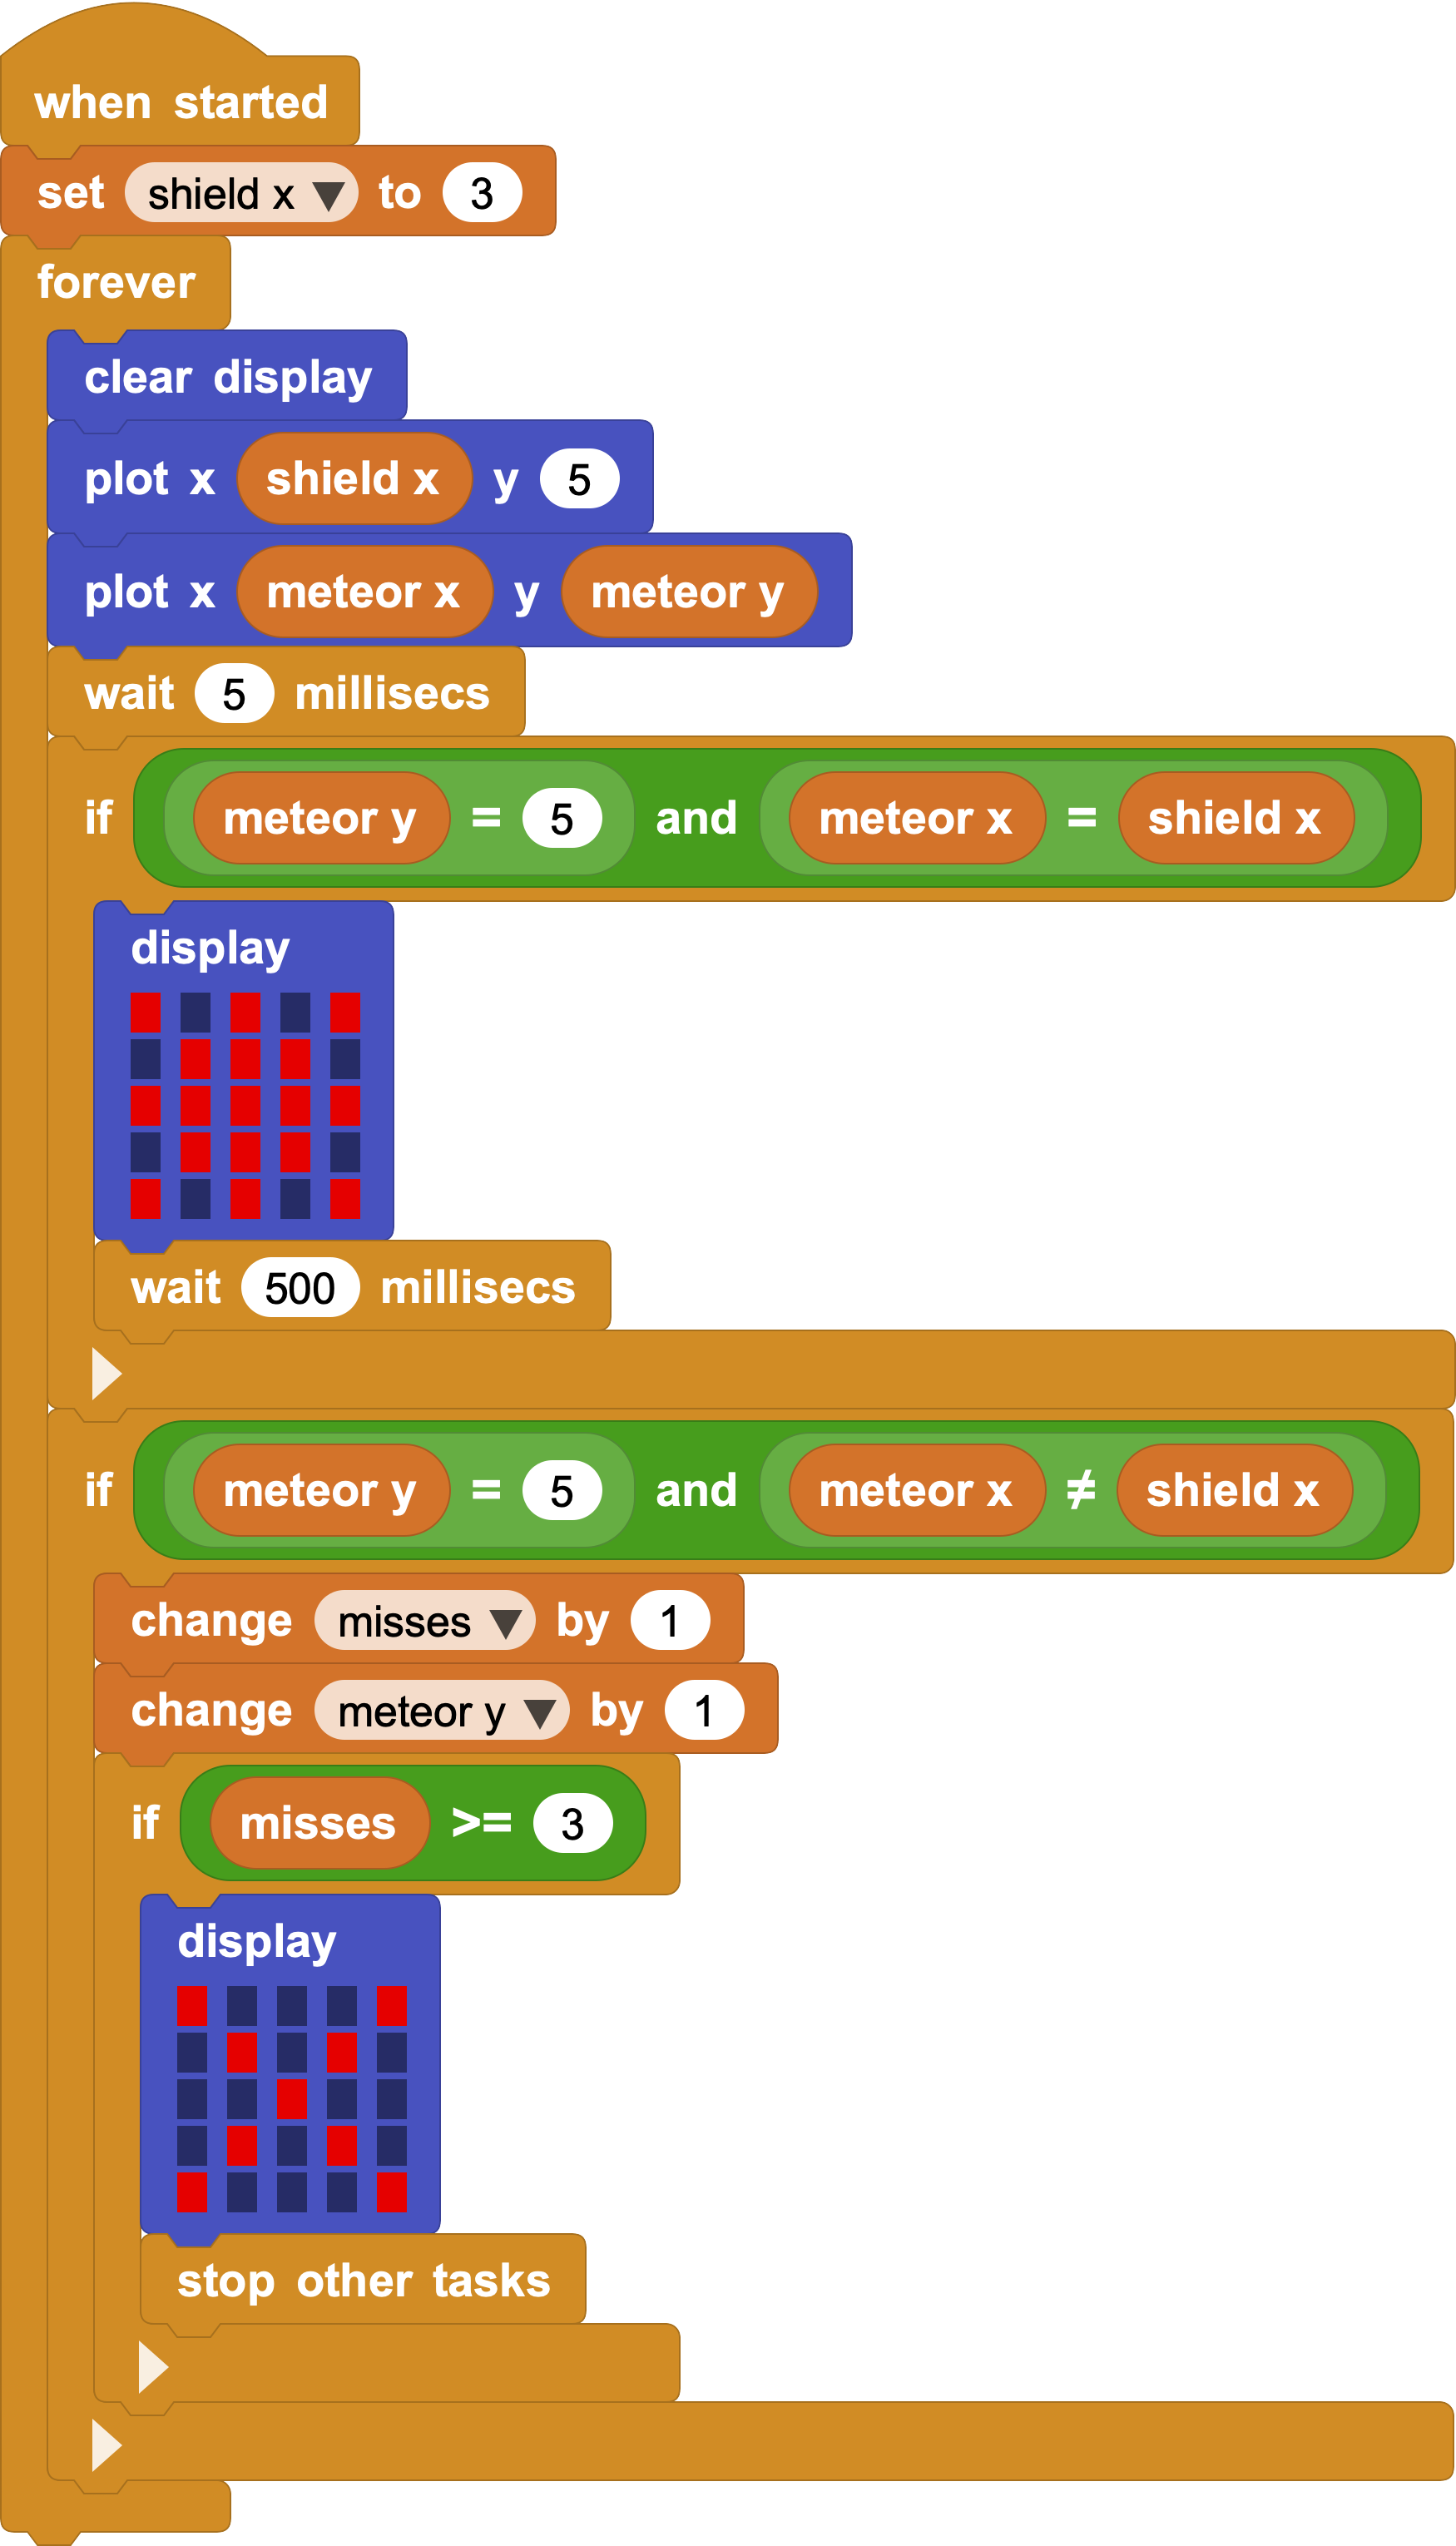 when started
set shield x to 3
forever
clear display
plot x shield x y 5
plot x meteor x y meteor y
wait 5 millisecs
if meteor y = 5 and meteor x = shield x
display
wait 500 millisecs
if meteor y = 5 and meteor x ≠ shield x
change misses by 1
change meteor y by 1
if misses >= 3
display
stop other tasks